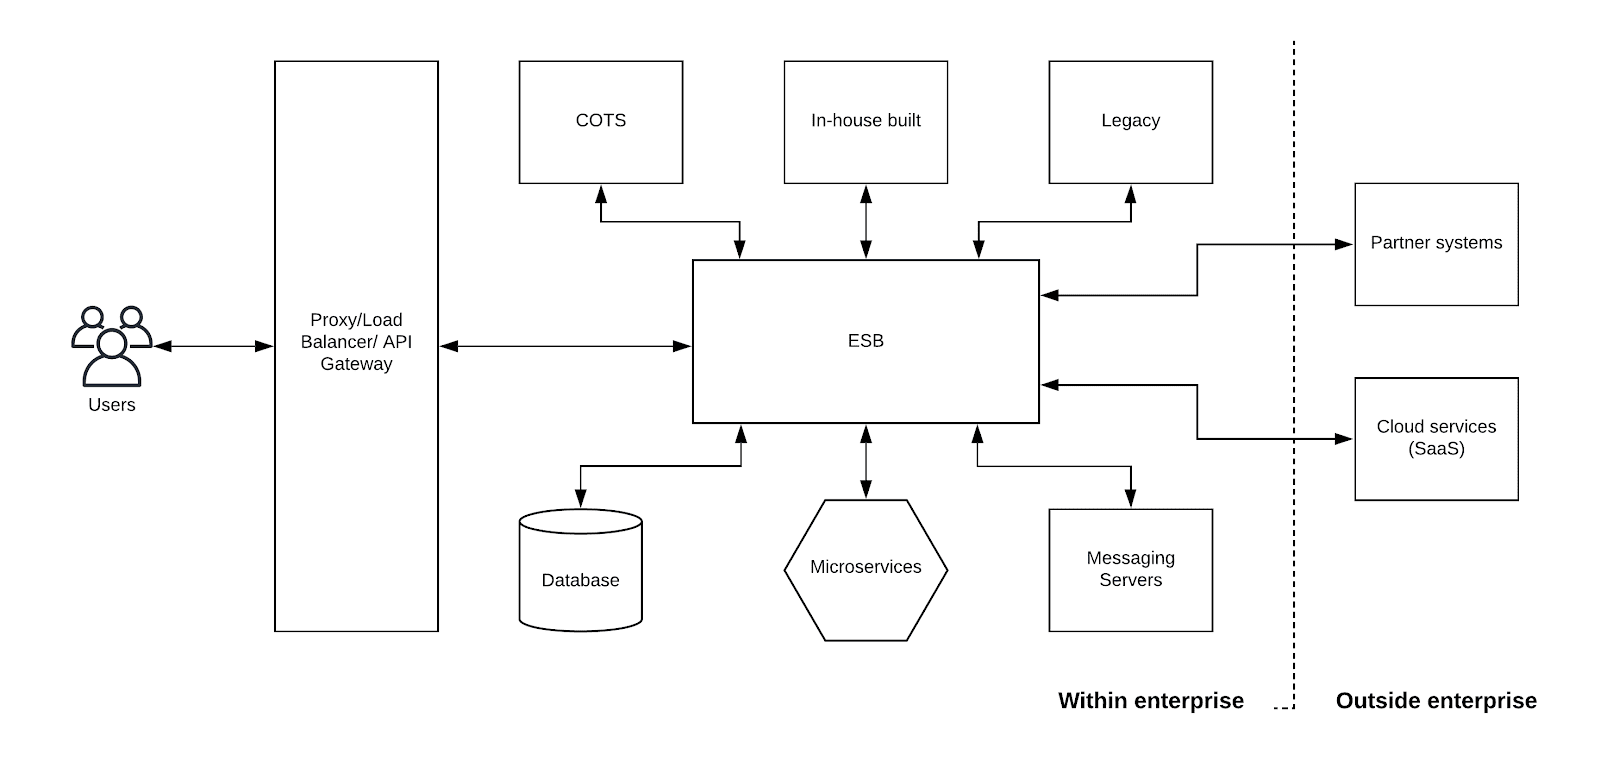 COTS
In-house built
Legacy
Partner systems
Proxy/Load
Balancer/ API
Gateway
ESB
Users
Cloud services
(SaaS)
Database
Microservices
Messaging
Servers
Within enterprise
Outside enterprise